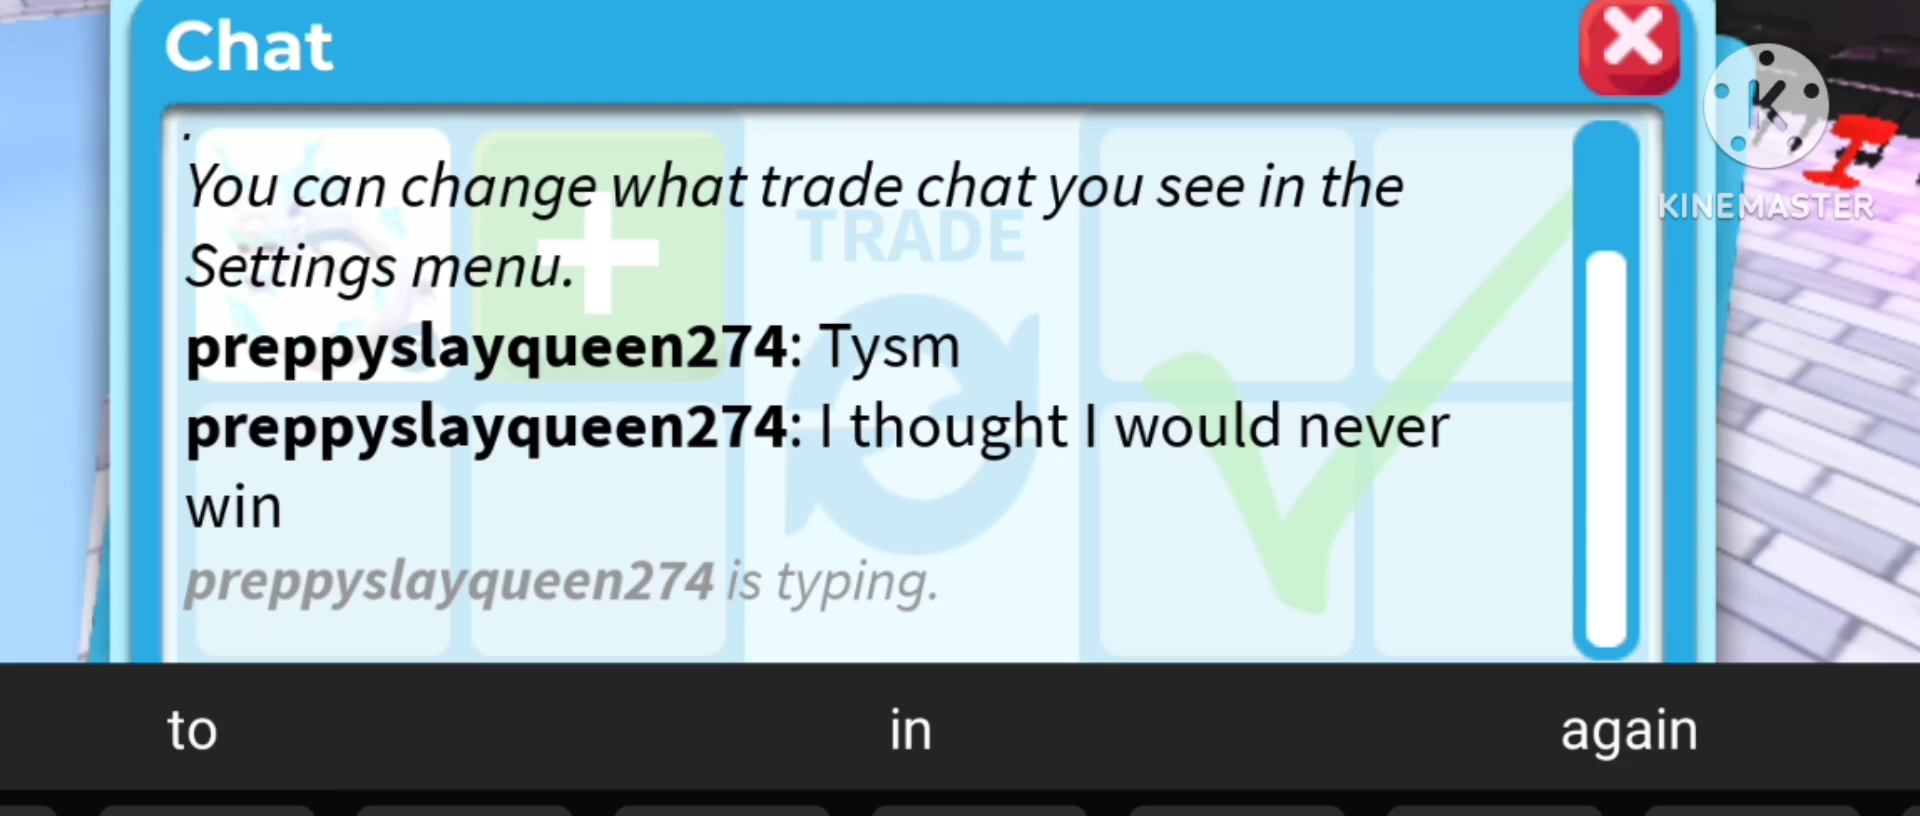 Chat
.
You can change what trade chat you see in the
Settings menu.
TRADE
preppyslayqueen274: Tysm
preppyslayqueen274: I thought I would never
win
preppyslayqueen274 is typing.
KINEMASTER
to in again